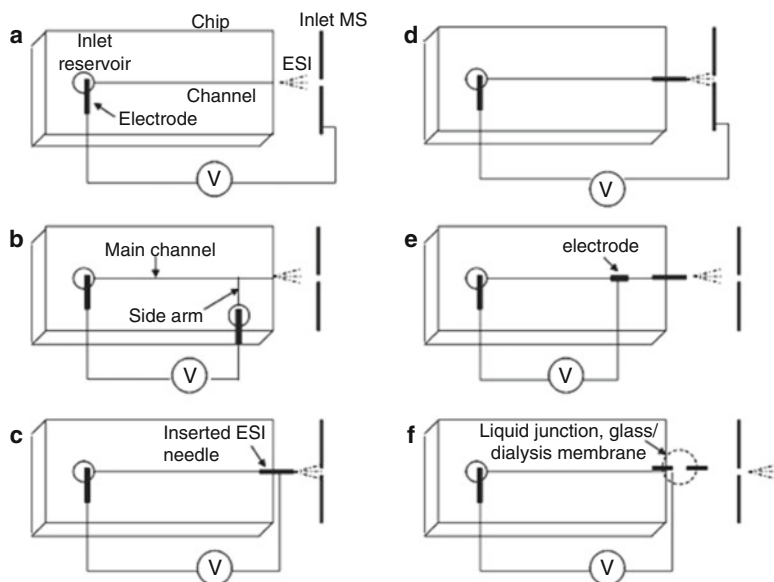 a
Chip
Inlet MS
Inlet
reservoir
ESI
Channel
Electrode
V
b
Main channel
Side arm
V
c
Inserted ESI
needle
V
d
V
e
electrode
V
f
Liquid junction, glass/
dialysis membrane
V